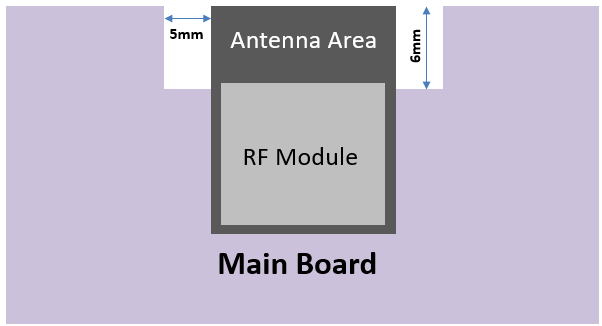 5mm
Antenna Area
6mm
RF Module
Main Board